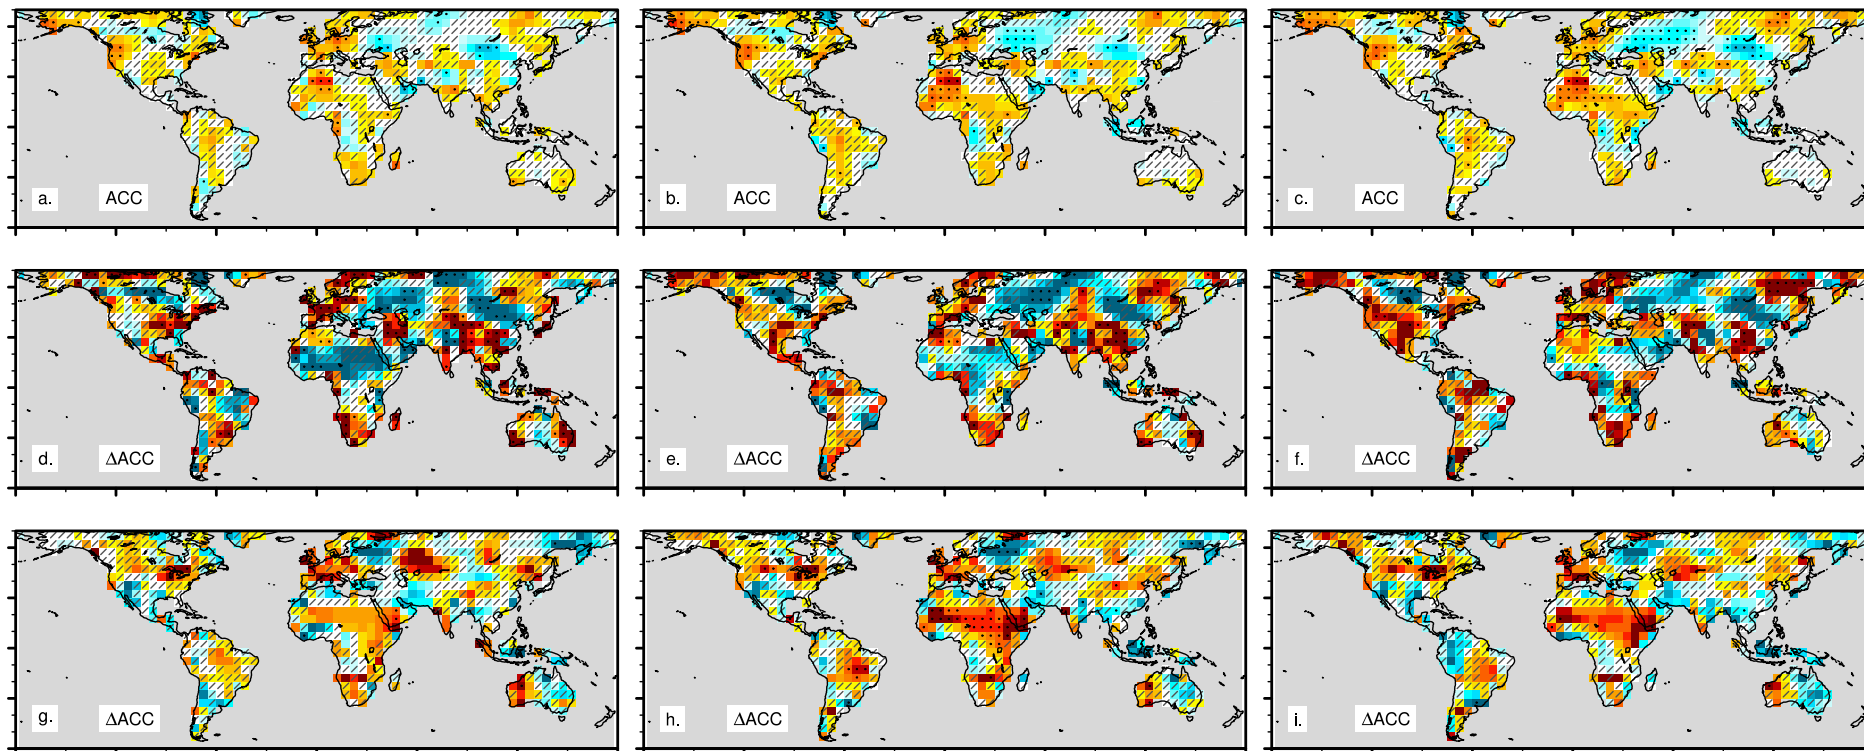 a. ACC
b. ACC
c. ACC
d. ΔACC
e. ΔACC
f. ΔACC
g. ΔACC
h. ΔACC
i. ΔACC